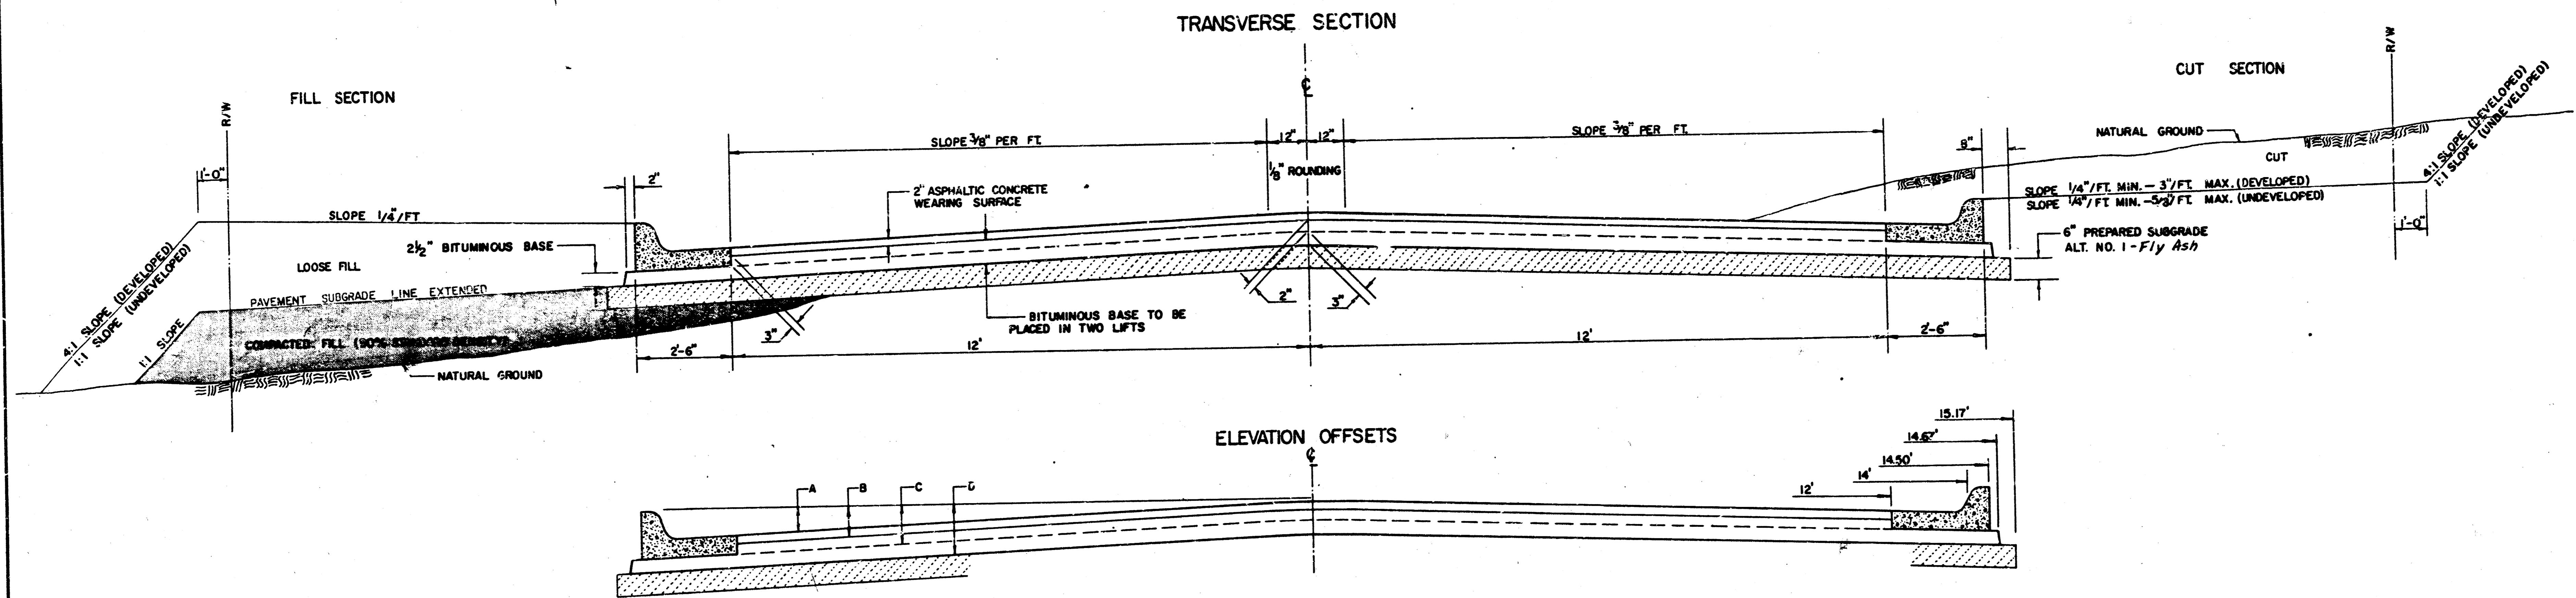 TRANSVERSE SECTION
FILL SECTION
CUT SECTION
R/W
R/W
℄
SLOPE 3/8" PER FT.
12"
12"
SLOPE 3/8" PER FT.
1/8" ROUNDING
8"
NATURAL GROUND
CUT
4:1 SLOPE (DEVELOPED)
1:1 SLOPE (UNDEVELOPED)
1'-0"
2"
2" ASPHALTIC CONCRETE
WEARING SURFACE
SLOPE 1/4"/FT. MIN. - 3"/FT. MAX. (DEVELOPED)
SLOPE 1/4"/FT. MIN. - /FT. MAX. (UNDEVELOPED)
1'-0"
SLOPE 1/4"/FT
2 1/2" BITUMINOUS BASE
6" PREPARED SUBGRADE
ALT. NO. 1 - Fly Ash
LOOSE FILL
4:1 SLOPE (DEVELOPED)
1:1 SLOPE (UNDEVELOPED)
1:1 SLOPE
PAVEMENT SUBGRADE LINE EXTENDED
COMPACTED FILL (90% STANDARD DENSITY)
NATURAL GROUND
BITUMINOUS BASE TO BE
PLACED IN TWO LIFTS
3"
2"
3"
2'-6"
12'
12'
2'-6"
ELEVATION OFFSETS
℄
15.17'
14.67'
14.50'
14'
12'
A
B
C
D